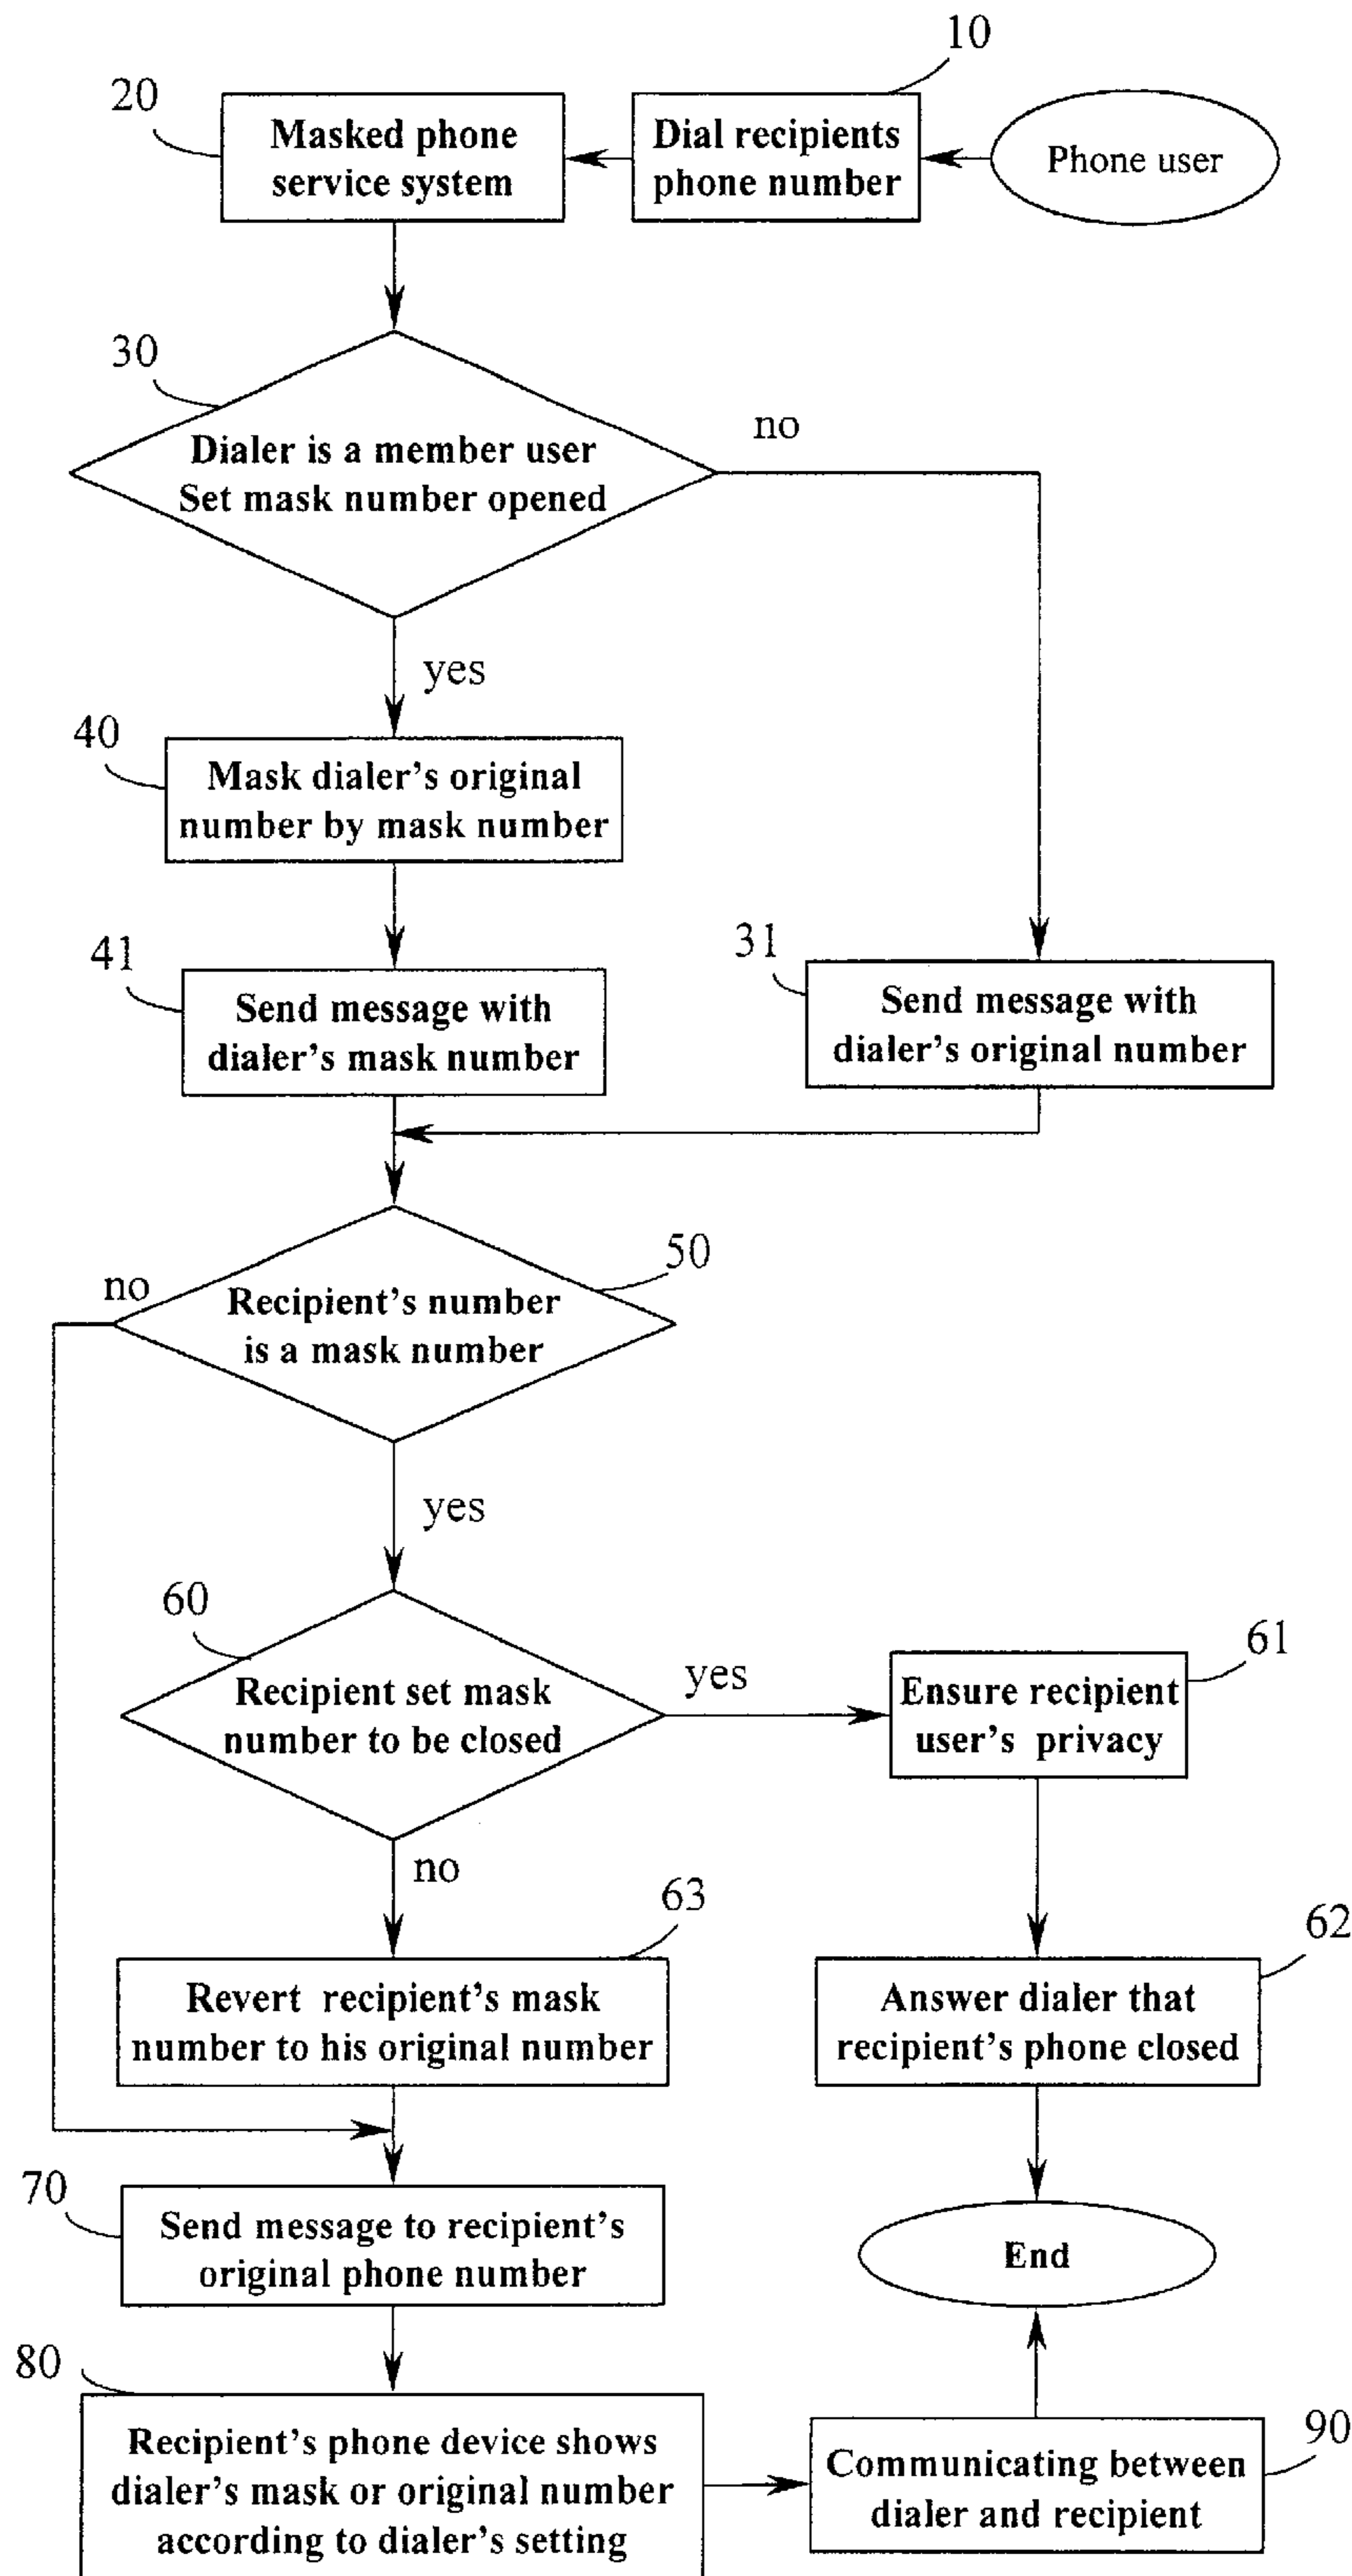 10
20
Masked phone
service system
Dial recipients
phone number
Phone user
30
Dialer is a member user
Set mask number opened
no
yes
40
Mask dialer's original
number by mask number
41
Send message with
dialer's mask number
31
Send message with
dialer's original number
50
no
Recipient's number
is a mask number
yes
60
Recipient set mask
number to be closed
yes
61
Ensure recipient
user's privacy
no
63
Revert recipient's mask
number to his original number
62
Answer dialer that
recipient's phone closed
70
Send message to recipient's
original phone number
End
80
Recipient's phone device shows
dialer's mask or original number
according to dialer's setting
90
Communicating between
dialer and recipient